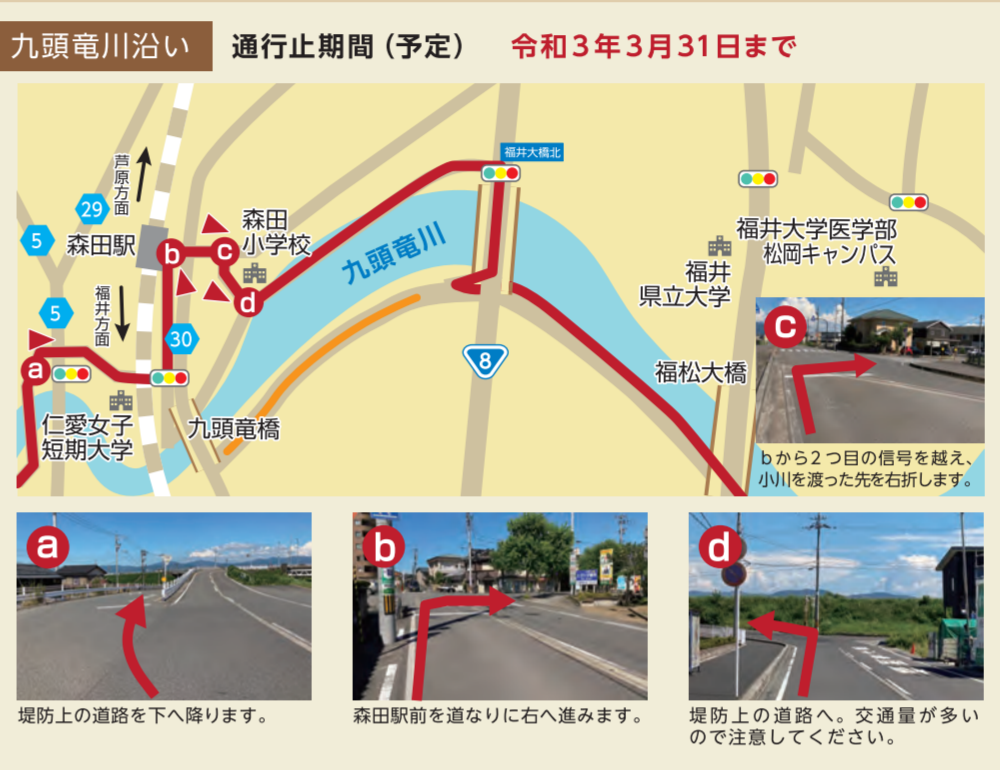 九頭竜川沿い
通行止期間（予定）
令和３年３月31日まで
芦原方面
29
5
森田駅
森田
小学校
福井大橋北
九頭竜川
b
c
d
福井方面
5
30
a
8
仁愛女子
短期大学
九頭竜橋
福井大学医学部
松岡キャンパス
福井
県立大学
福松大橋
c
bから２つ目の信号を越え、
小川を渡った先を右折します。
a
堤防上の道路を下へ降ります。
b
森田駅前を道なりに右へ進みます。
d
堤防上の道路へ。交通量が多い
ので注意してください。